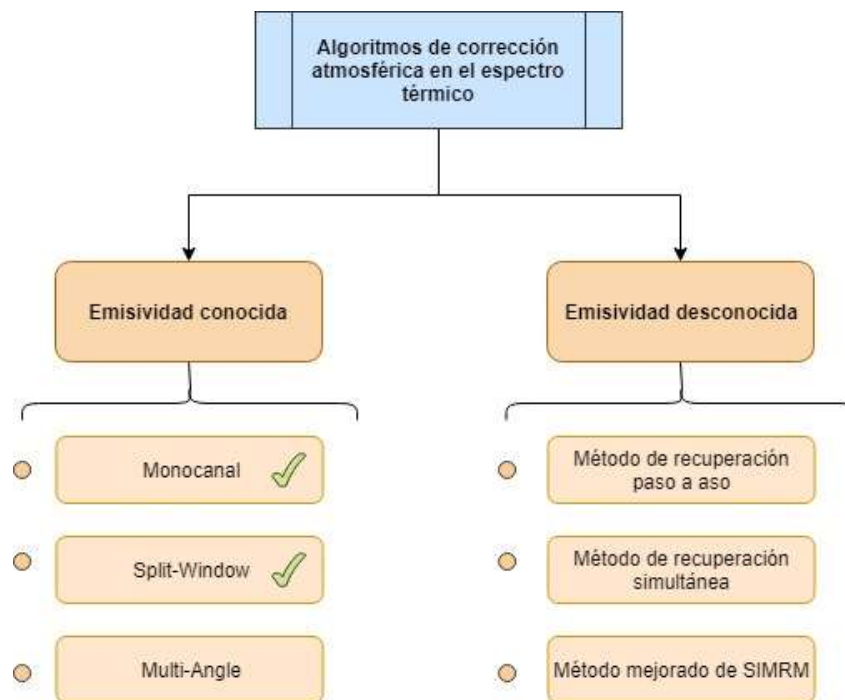 Algoritmos de corrección
atmosférica en el espectro
térmico
Emisividad conocida
Emisividad desconocida
Monocanal
Split-Window
Multi-Angle
Método de recuperación
paso a aso
Método de recuperación
simultánea
Método mejorado de SIMRM